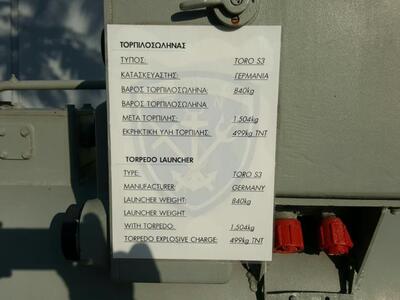 ΤΟΡΠΙΛΟΣΩΛΗΝΑΣ
ΤΥΠΟΣ: TORO S3
ΚΑΤΑΣΚΕΥΑΣΤΗΣ: ΓΕΡΜΑΝΙΑ
ΒΑΡΟΣ ΤΟΡΠΙΛΟΣΩΛΗΝΑ: 840kg
ΒΑΡΟΣ ΤΟΡΠΙΛΟΣΩΛΗΝΑ
ΜΕΤΑ ΤΟΡΠΙΛΗΣ: 1.504kg
ΕΚΡΗΚΤΙΚΗ ΥΛΗ ΤΟΡΠΙΛΗΣ: 499kg TNT
TORPEDO LAUNCHER
TYPE: TORO S3
MANUFACTURER: GERMANY
LAUNCHER WEIGHT: 840kg
LAUNCHER WEIGHT
WITH TORPEDO: 1.504kg
TORPEDO EXPLOSIVE CHARGE: 499kg TNT